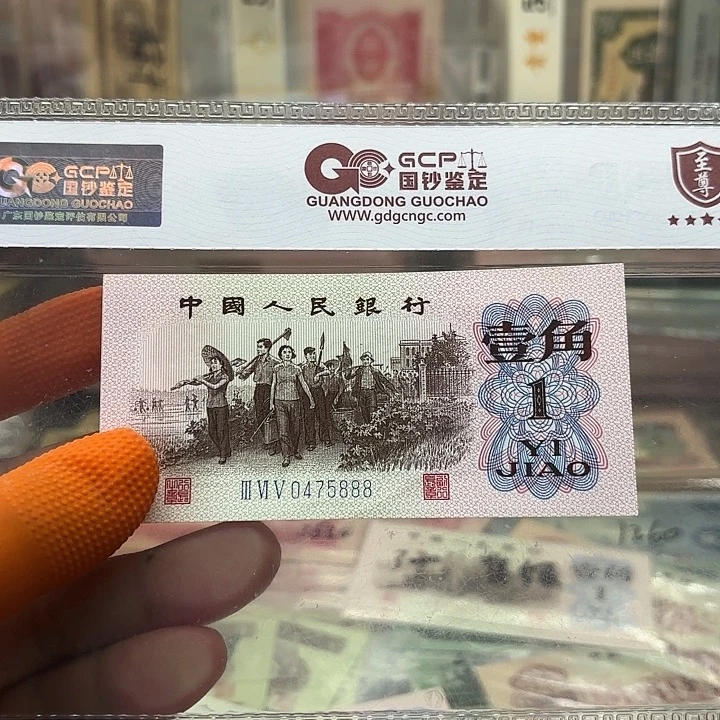 GCP
国钞鉴定
GUANGDONG GUOCHAO
广东国钞鉴定评估有限公司
GCP
国钞鉴定
GUANGDONG GUOCHAO
www.gdgcngc.com
至尊
中國人民銀行
壹角
1
YI
JIAO
ⅢⅥⅤ0475888